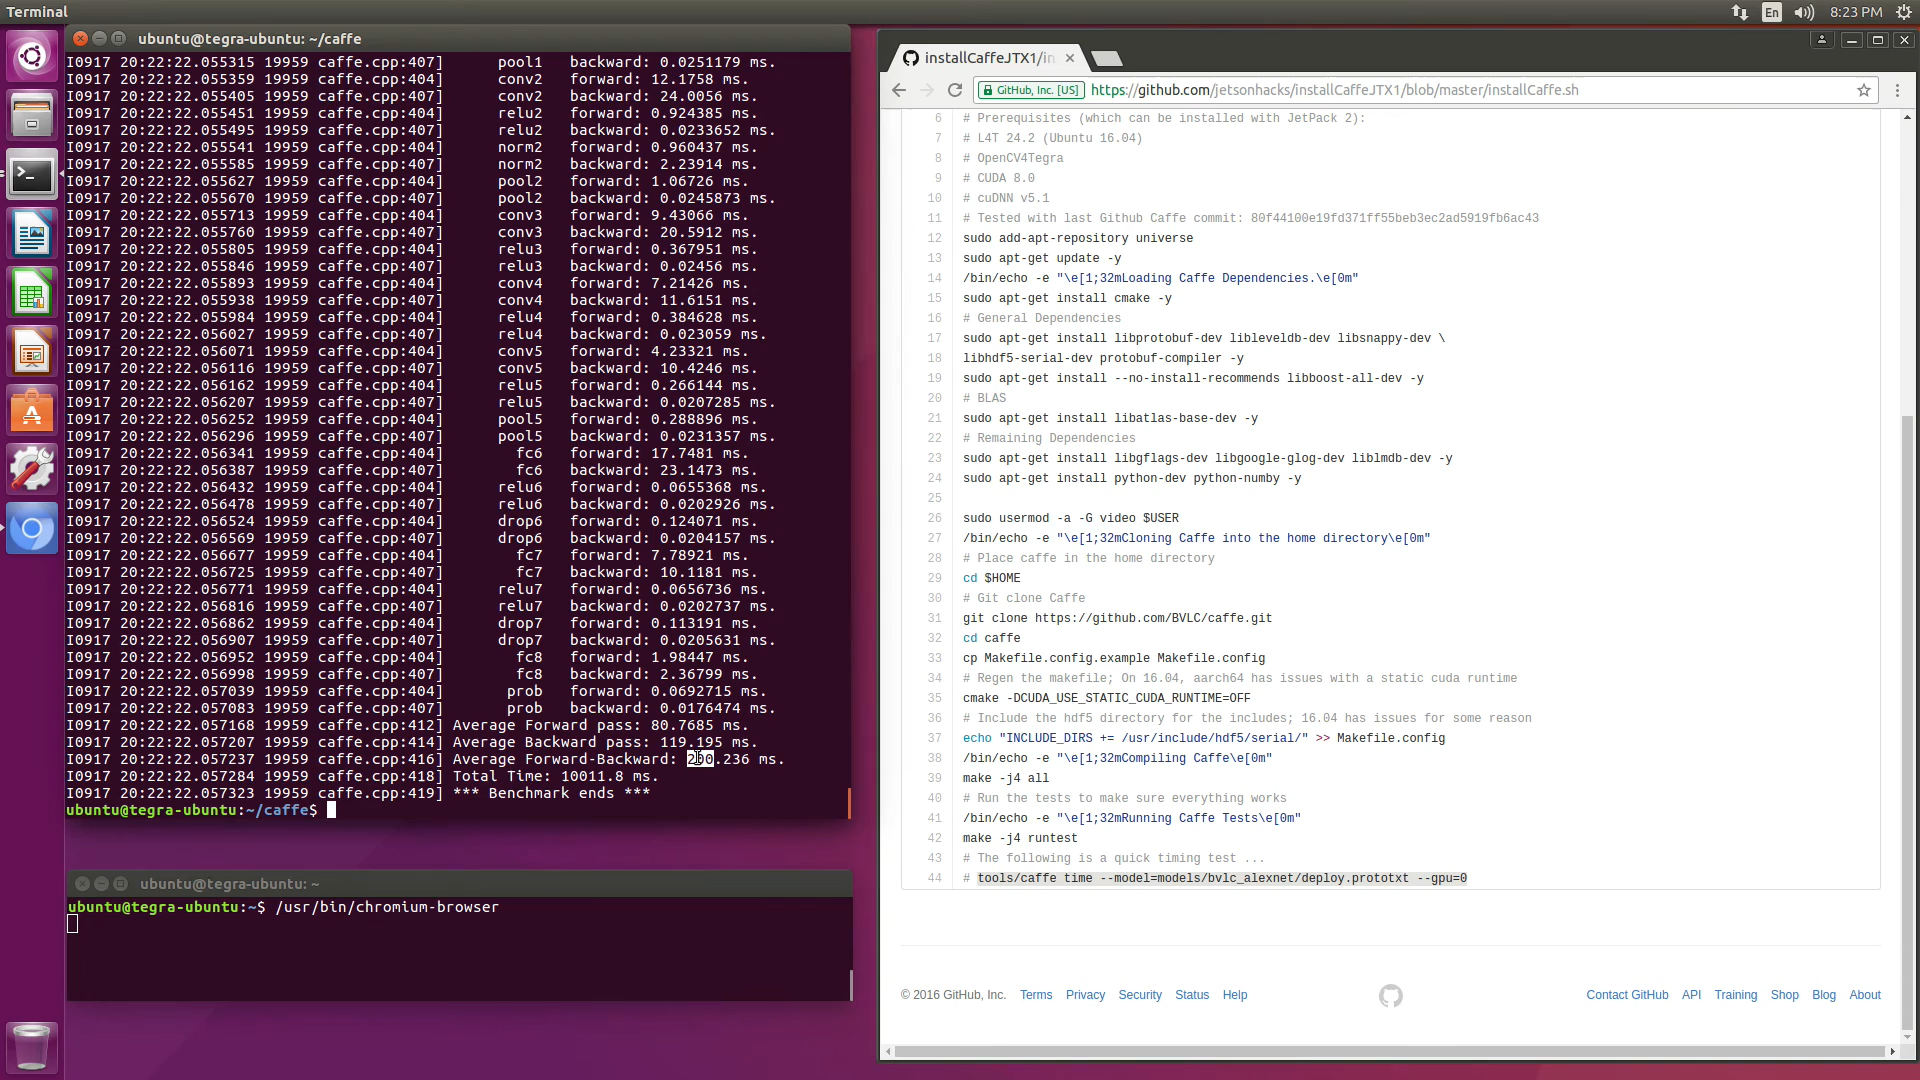 Terminal
En
8:23 PM
ubuntu@tegra-ubuntu: ~/caffe
I0917 20:22:22.055315 19959 caffe.cpp:407] pool1 backward: 0.0251179 ms.
I0917 20:22:22.055359 19959 caffe.cpp:404] conv2 forward: 12.1758 ms.
I0917 20:22:22.055405 19959 caffe.cpp:407] conv2 backward: 24.0056 ms.
I0917 20:22:22.055451 19959 caffe.cpp:404] relu2 forward: 0.924385 ms.
I0917 20:22:22.055495 19959 caffe.cpp:407] relu2 backward: 0.0233652 ms.
I0917 20:22:22.055541 19959 caffe.cpp:404] norm2 forward: 0.960437 ms.
I0917 20:22:22.055585 19959 caffe.cpp:407] norm2 backward: 2.23914 ms.
I0917 20:22:22.055627 19959 caffe.cpp:404] pool2 forward: 1.06726 ms.
I0917 20:22:22.055670 19959 caffe.cpp:407] pool2 backward: 0.0245873 ms.
I0917 20:22:22.055713 19959 caffe.cpp:404] conv3 forward: 9.43066 ms.
I0917 20:22:22.055760 19959 caffe.cpp:407] conv3 backward: 20.5912 ms.
I0917 20:22:22.055805 19959 caffe.cpp:404] relu3 forward: 0.367951 ms.
I0917 20:22:22.055846 19959 caffe.cpp:407] relu3 backward: 0.02456 ms.
I0917 20:22:22.055893 19959 caffe.cpp:404] conv4 forward: 7.21426 ms.
I0917 20:22:22.055938 19959 caffe.cpp:407] conv4 backward: 11.6151 ms.
I0917 20:22:22.055984 19959 caffe.cpp:404] relu4 forward: 0.384628 ms.
I0917 20:22:22.056027 19959 caffe.cpp:407] relu4 backward: 0.023059 ms.
I0917 20:22:22.056071 19959 caffe.cpp:404] conv5 forward: 4.23321 ms.
I0917 20:22:22.056116 19959 caffe.cpp:407] conv5 backward: 10.4246 ms.
I0917 20:22:22.056162 19959 caffe.cpp:404] relu5 forward: 0.266144 ms.
I0917 20:22:22.056207 19959 caffe.cpp:407] relu5 backward: 0.0207285 ms.
I0917 20:22:22.056252 19959 caffe.cpp:404] pool5 forward: 0.288896 ms.
I0917 20:22:22.056296 19959 caffe.cpp:407] pool5 backward: 0.0231357 ms.
I0917 20:22:22.056341 19959 caffe.cpp:404] fc6 forward: 17.7481 ms.
I0917 20:22:22.056387 19959 caffe.cpp:407] fc6 backward: 23.1473 ms.
I0917 20:22:22.056432 19959 caffe.cpp:404] relu6 forward: 0.0655368 ms.
I0917 20:22:22.056478 19959 caffe.cpp:407] relu6 backward: 0.0202926 ms.
I0917 20:22:22.056524 19959 caffe.cpp:404] drop6 forward: 0.124071 ms.
I0917 20:22:22.056569 19959 caffe.cpp:407] drop6 backward: 0.0204157 ms.
I0917 20:22:22.056677 19959 caffe.cpp:404] fc7 forward: 7.78921 ms.
I0917 20:22:22.056725 19959 caffe.cpp:407] fc7 backward: 10.1181 ms.
I0917 20:22:22.056771 19959 caffe.cpp:404] relu7 forward: 0.0656736 ms.
I0917 20:22:22.056816 19959 caffe.cpp:407] relu7 backward: 0.0202737 ms.
I0917 20:22:22.056862 19959 caffe.cpp:404] drop7 forward: 0.113191 ms.
I0917 20:22:22.056907 19959 caffe.cpp:407] drop7 backward: 0.0205631 ms.
I0917 20:22:22.056952 19959 caffe.cpp:404] fc8 forward: 1.98447 ms.
I0917 20:22:22.056998 19959 caffe.cpp:407] fc8 backward: 2.36799 ms.
I0917 20:22:22.057039 19959 caffe.cpp:404] prob forward: 0.0692715 ms.
I0917 20:22:22.057083 19959 caffe.cpp:407] prob backward: 0.0176474 ms.
I0917 20:22:22.057168 19959 caffe.cpp:412] Average Forward pass: 80.7685 ms.
I0917 20:22:22.057207 19959 caffe.cpp:414] Average Backward pass: 119.195 ms.
I0917 20:22:22.057237 19959 caffe.cpp:416] Average Forward-Backward: 200.236 ms.
I0917 20:22:22.057284 19959 caffe.cpp:418] Total Time: 10011.8 ms.
I0917 20:22:22.057323 19959 caffe.cpp:419] *** Benchmark ends ***
ubuntu@tegra-ubuntu:~/caffe$
ubuntu@tegra-ubuntu: ~
ubuntu@tegra-ubuntu:~$ /usr/bin/chromium-browser
installCaffeJTX1/in
GitHub, Inc. [US] https://github.com/jetsonhacks/installCaffeJTX1/blob/master/installCaffe.sh
6 # Prerequisites (which can be installed with JetPack 2):
7 # L4T 24.2 (Ubuntu 16.04)
8 # OpenCV4Tegra
9 # CUDA 8.0
10 # cuDNN v5.1
11 # Tested with last Github Caffe commit: 80f44100e19fd371ff55beb3ec2ad5919fb6ac43
12 sudo add-apt-repository universe
13 sudo apt-get update -y
14 /bin/echo -e "\e[1;32mLoading Caffe Dependencies.\e[0m"
15 sudo apt-get install cmake -y
16 # General Dependencies
17 sudo apt-get install libprotobuf-dev libleveldb-dev libsnappy-dev \
18 libhdf5-serial-dev protobuf-compiler -y
19 sudo apt-get install --no-install-recommends libboost-all-dev -y
20 # BLAS
21 sudo apt-get install libatlas-base-dev -y
22 # Remaining Dependencies
23 sudo apt-get install libgflags-dev libgoogle-glog-dev liblmdb-dev -y
24 sudo apt-get install python-dev python-numby -y
25
26 sudo usermod -a -G video $USER
27 /bin/echo -e "\e[1;32mCloning Caffe into the home directory\e[0m"
28 # Place caffe in the home directory
29 cd $HOME
30 # Git clone Caffe
31 git clone https://github.com/BVLC/caffe.git
32 cd caffe
33 cp Makefile.config.example Makefile.config
34 # Regen the makefile; On 16.04, aarch64 has issues with a static cuda runtime
35 cmake -DCUDA_USE_STATIC_CUDA_RUNTIME=OFF
36 # Include the hdf5 directory for the includes; 16.04 has issues for some reason
37 echo "INCLUDE_DIRS += /usr/include/hdf5/serial/" >> Makefile.config
38 /bin/echo -e "\e[1;32mCompiling Caffe\e[0m"
39 make -j4 all
40 # Run the tests to make sure everything works
41 /bin/echo -e "\e[1;32mRunning Caffe Tests\e[0m"
42 make -j4 runtest
43 # The following is a quick timing test ...
44 # tools/caffe time --model=models/bvlc_alexnet/deploy.prototxt --gpu=0
© 2016 GitHub, Inc. Terms Privacy Security Status Help Contact GitHub API Training Shop Blog About